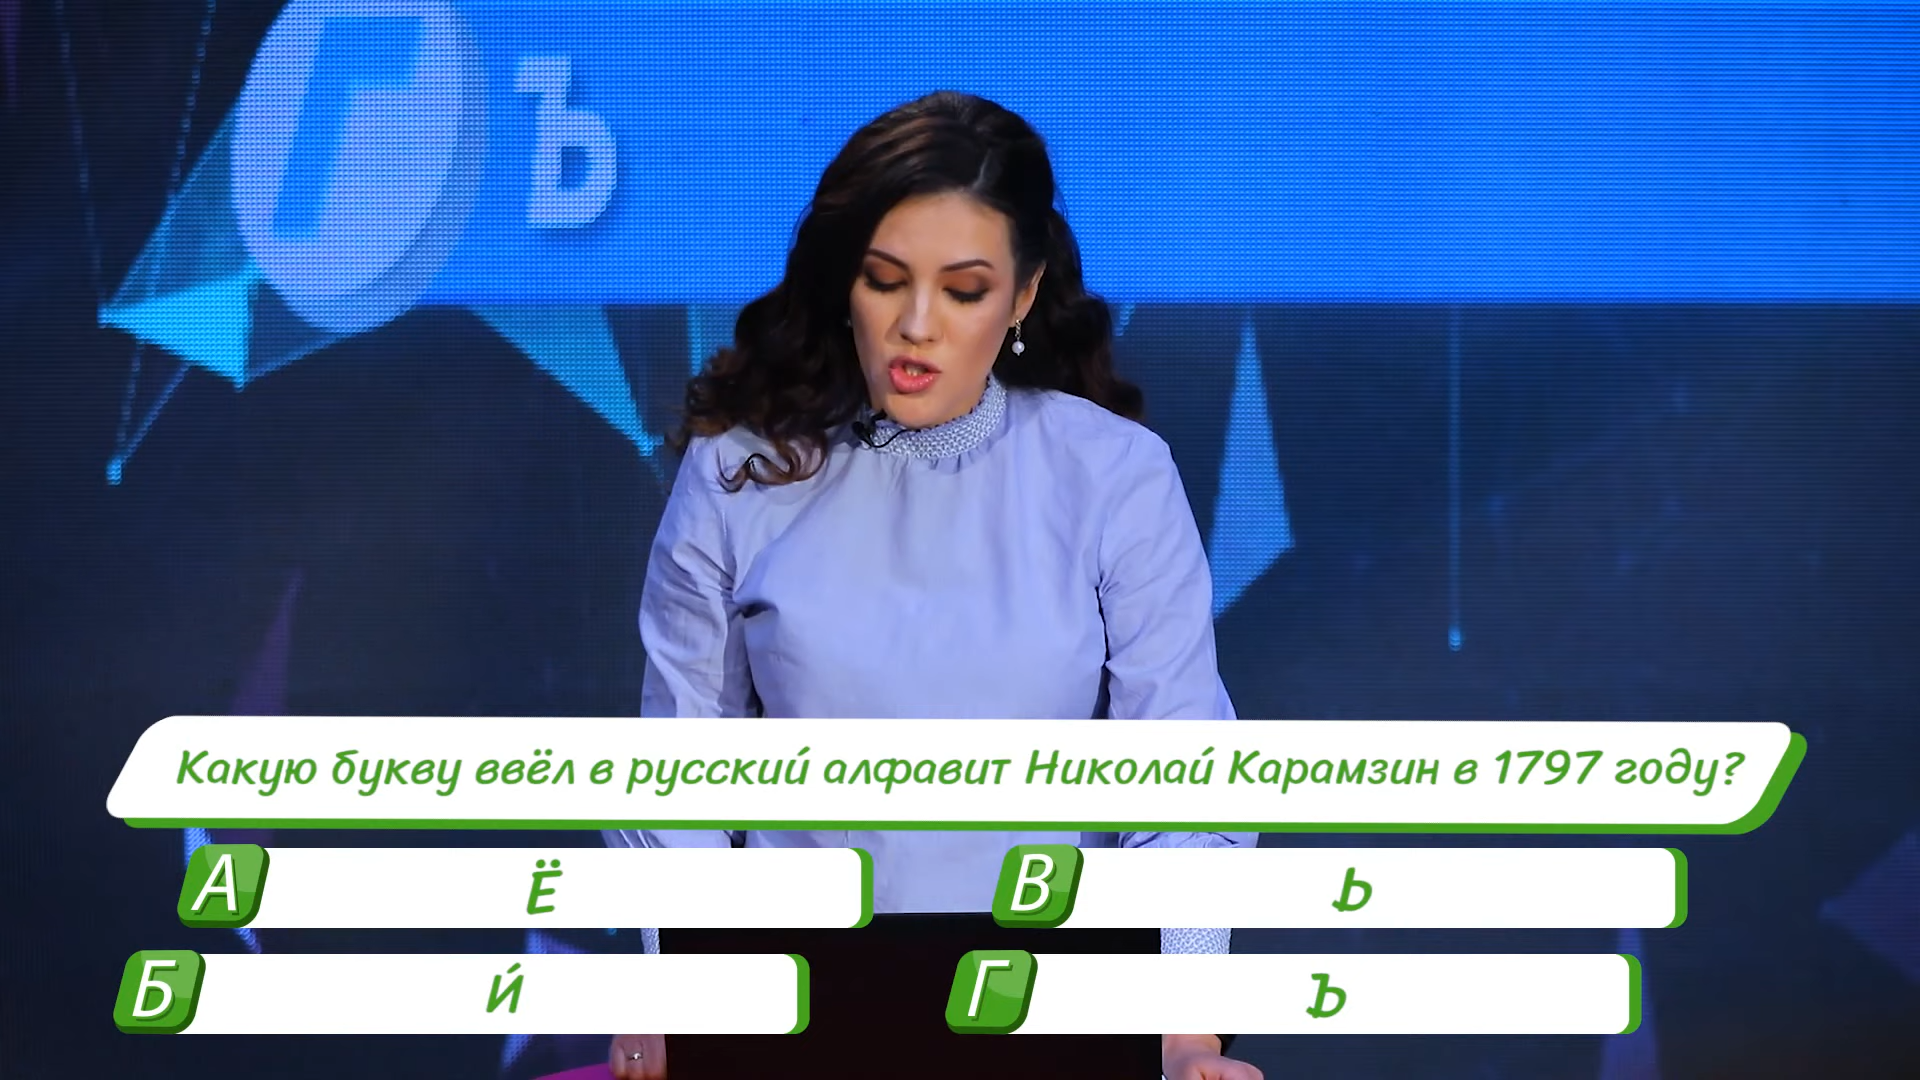 Г Ъ
Какую букву ввёл в русский алфавит Николай Карамзин в 1797 году?
А Ё
В Ь
Б Й
Г Ъ